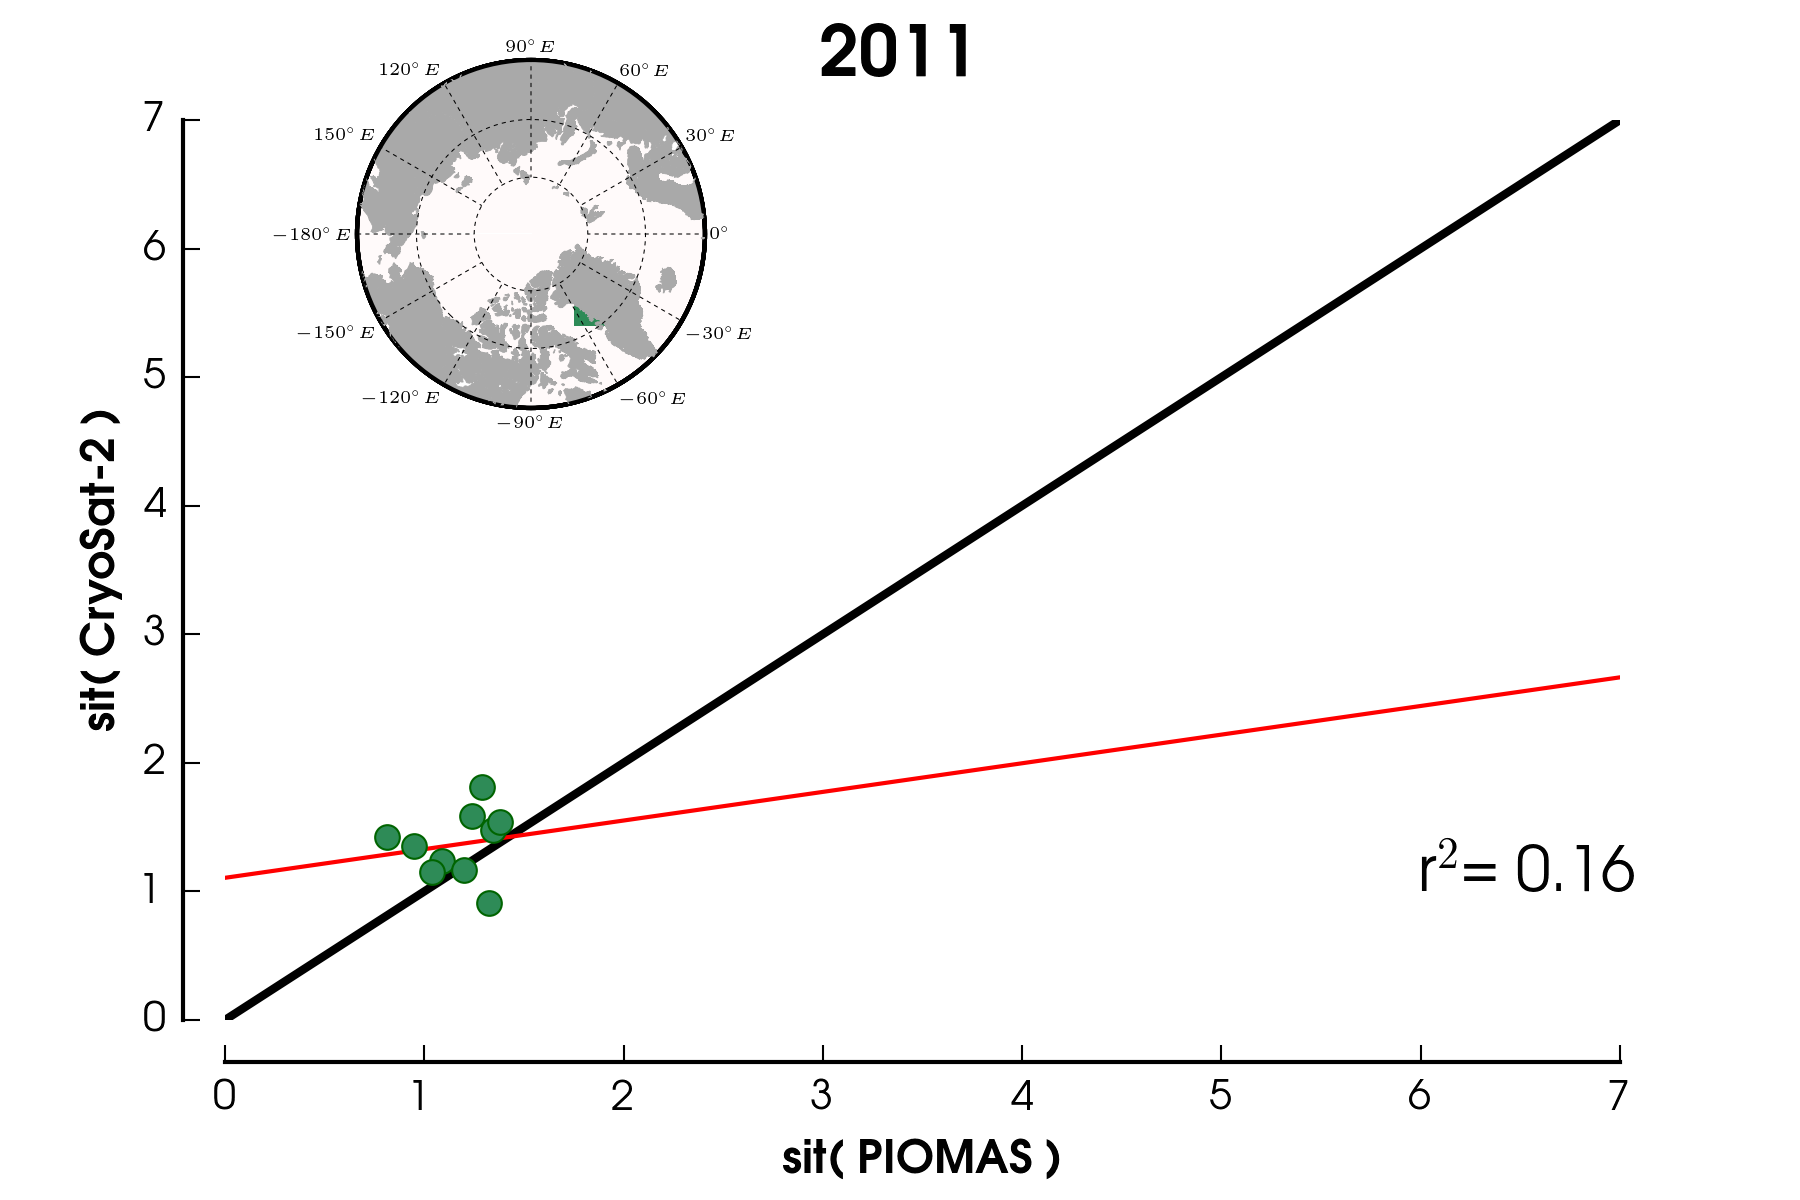 2011
90° E
120° E
60° E
150° E
30° E
−180° E
0°
−150° E
−30° E
−120° E
−60° E
−90° E
7
6
5
4
3
2
1
0
sit( CryoSat-2 )
r²= 0.16
0 1 2 3 4 5 6 7
sit( PIOMAS )